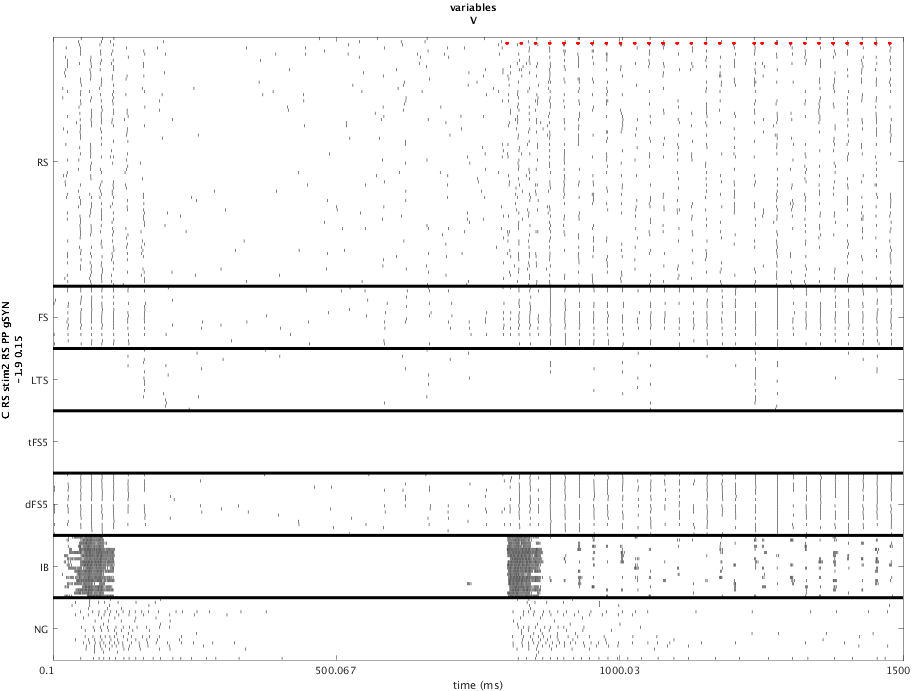 variables
V
C RS stim2 RS PP gSYN
-1.9 0.15
RS
FS
LTS
tFS5
dFS5
IB
NG
0.1
500.067
1000.03
1500
time (ms)